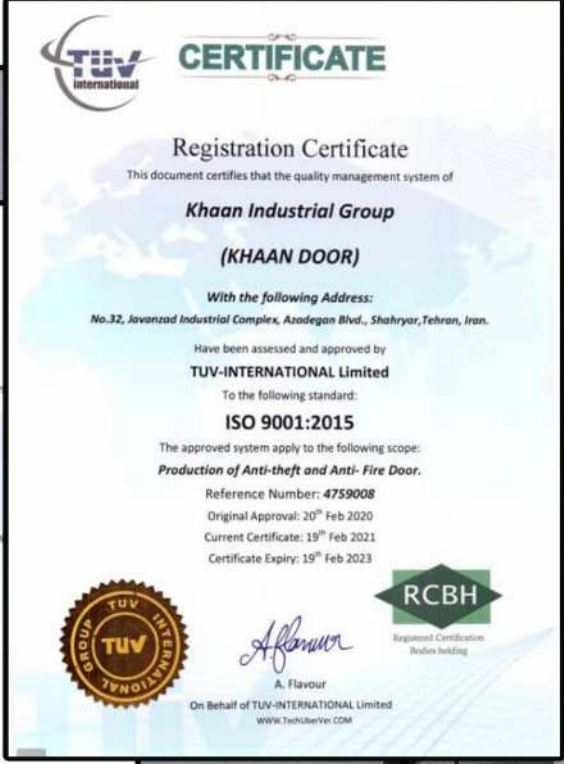 TÜV
international
CERTIFICATE
Registration Certificate
This document certifies that the quality management system of
Khaan Industrial Group
(KHAAN DOOR)
With the following Address:
No.32, Javanzad Industrial Complex, Azadegan Blvd., Shahryar,Tehran, Iran.
Have been assessed and approved by
TUV-INTERNATIONAL Limited
To the following standard:
ISO 9001:2015
The approved system apply to the following scope:
Production of Anti-theft and Anti- Fire Door.
Reference Number: 4759008
Original Approval: 20th Feb 2020
Current Certificate: 19th Feb 2021
Certificate Expiry: 19th Feb 2023
TUV INTERNATIONAL GROUP
TUV
RCBH
Registered Certification
Bodies holding
A. Flavour
On Behalf of TUV-INTERNATIONAL Limited
WWW.TechUberVer.COM